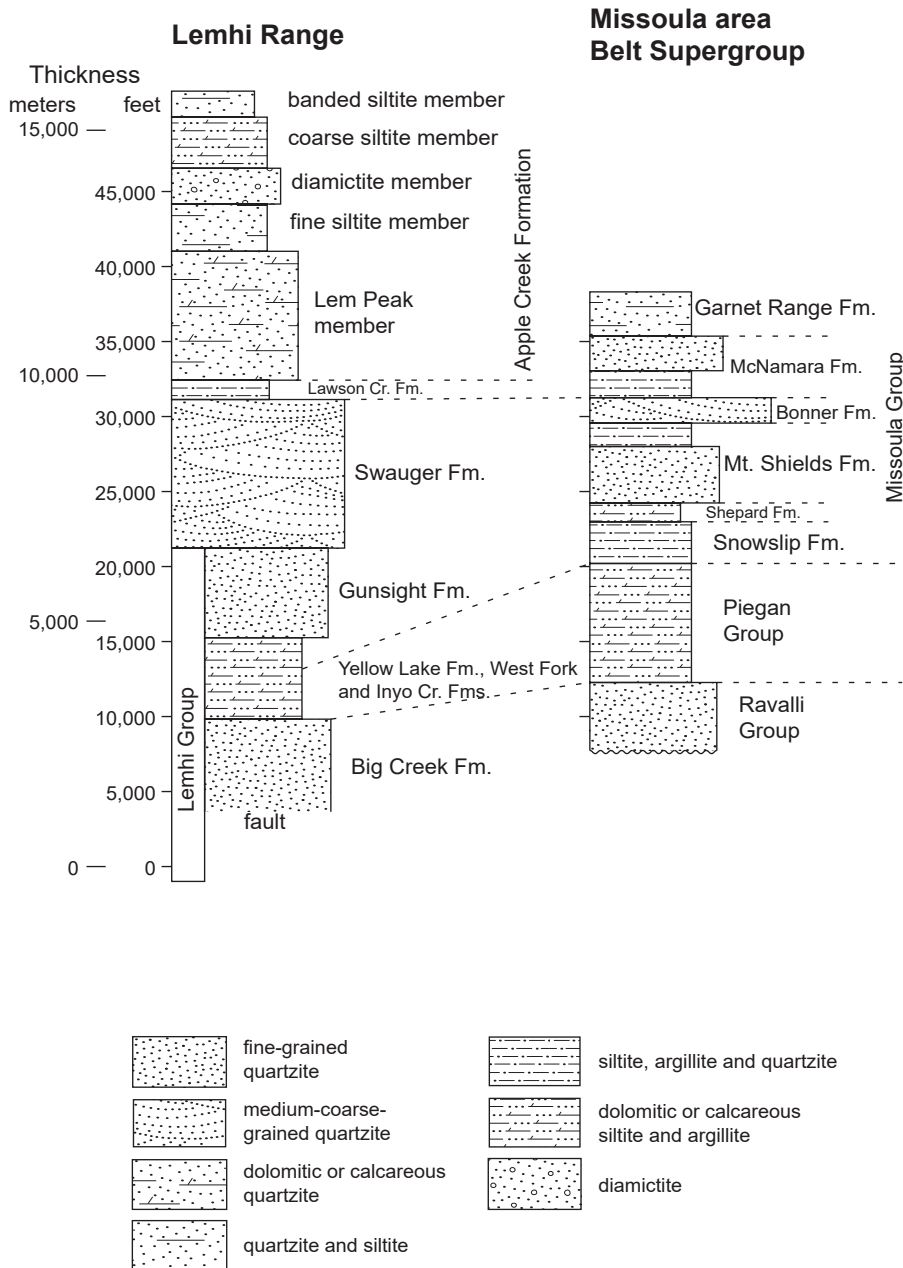 Lemhi Range
Missoula area
Belt Supergroup
Thickness
meters
feet
15,000
45,000
40,000
35,000
10,000
30,000
25,000
20,000
5,000
15,000
10,000
5,000
0
0
banded siltite member
coarse siltite member
diamictite member
fine siltite member
Lem Peak
member
Apple Creek Formation
Lawson Cr. Fm.
Swauger Fm.
Gunsight Fm.
Yellow Lake Fm., West Fork
and Inyo Cr. Fms.
Big Creek Fm.
Lemhi Group
fault
Garnet Range Fm.
McNamara Fm.
Bonner Fm.
Mt. Shields Fm.
Shepard Fm.
Snowslip Fm.
Missoula Group
Piegan
Group
Ravalli
Group
fine-grained
quartzite
medium-coarse-
grained quartzite
dolomitic or calcareous
quartzite
quartzite and siltite
siltite, argillite and quartzite
dolomitic or calcareous
siltite and argillite
diamictite